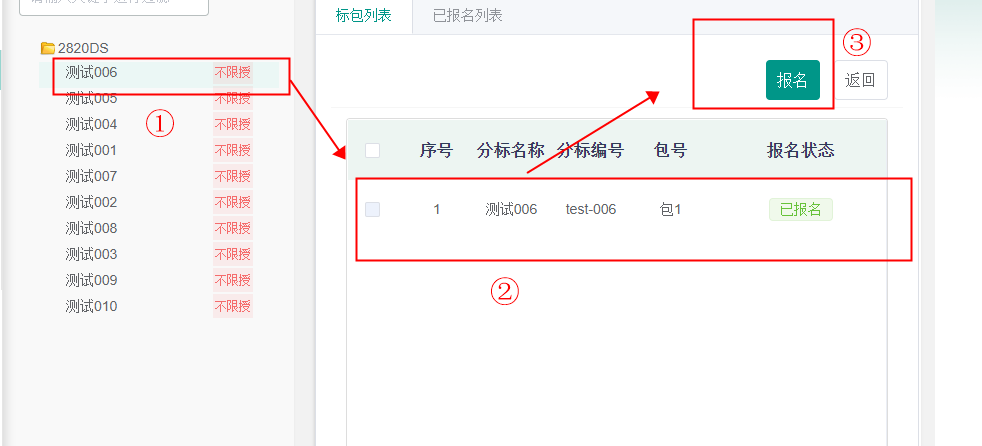 标包列表 已报名列表
2820DS
测试006 不限授
测试005 不限授
测试004 不限授
测试001 不限授
测试007 不限授
测试002 不限授
测试008 不限授
测试003 不限授
测试009 不限授
测试010 不限授
①
③
报名 返回
序号 分标名称 分标编号 包号 报名状态
1 测试006 test-006 包1 已报名
②